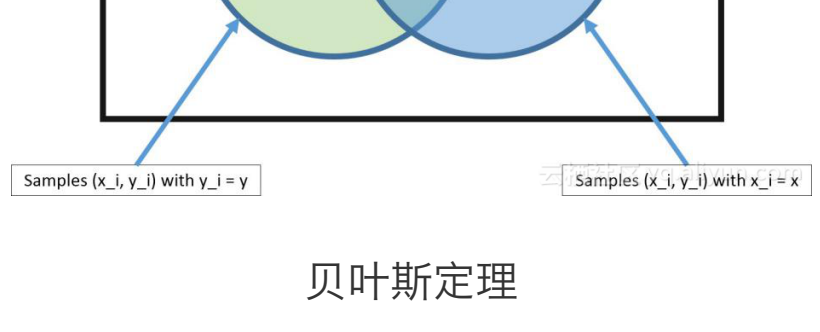 Samples (x_i, y_i) with y_i = y
Samples (x_i, y_i) with x_i = x
贝叶斯定理